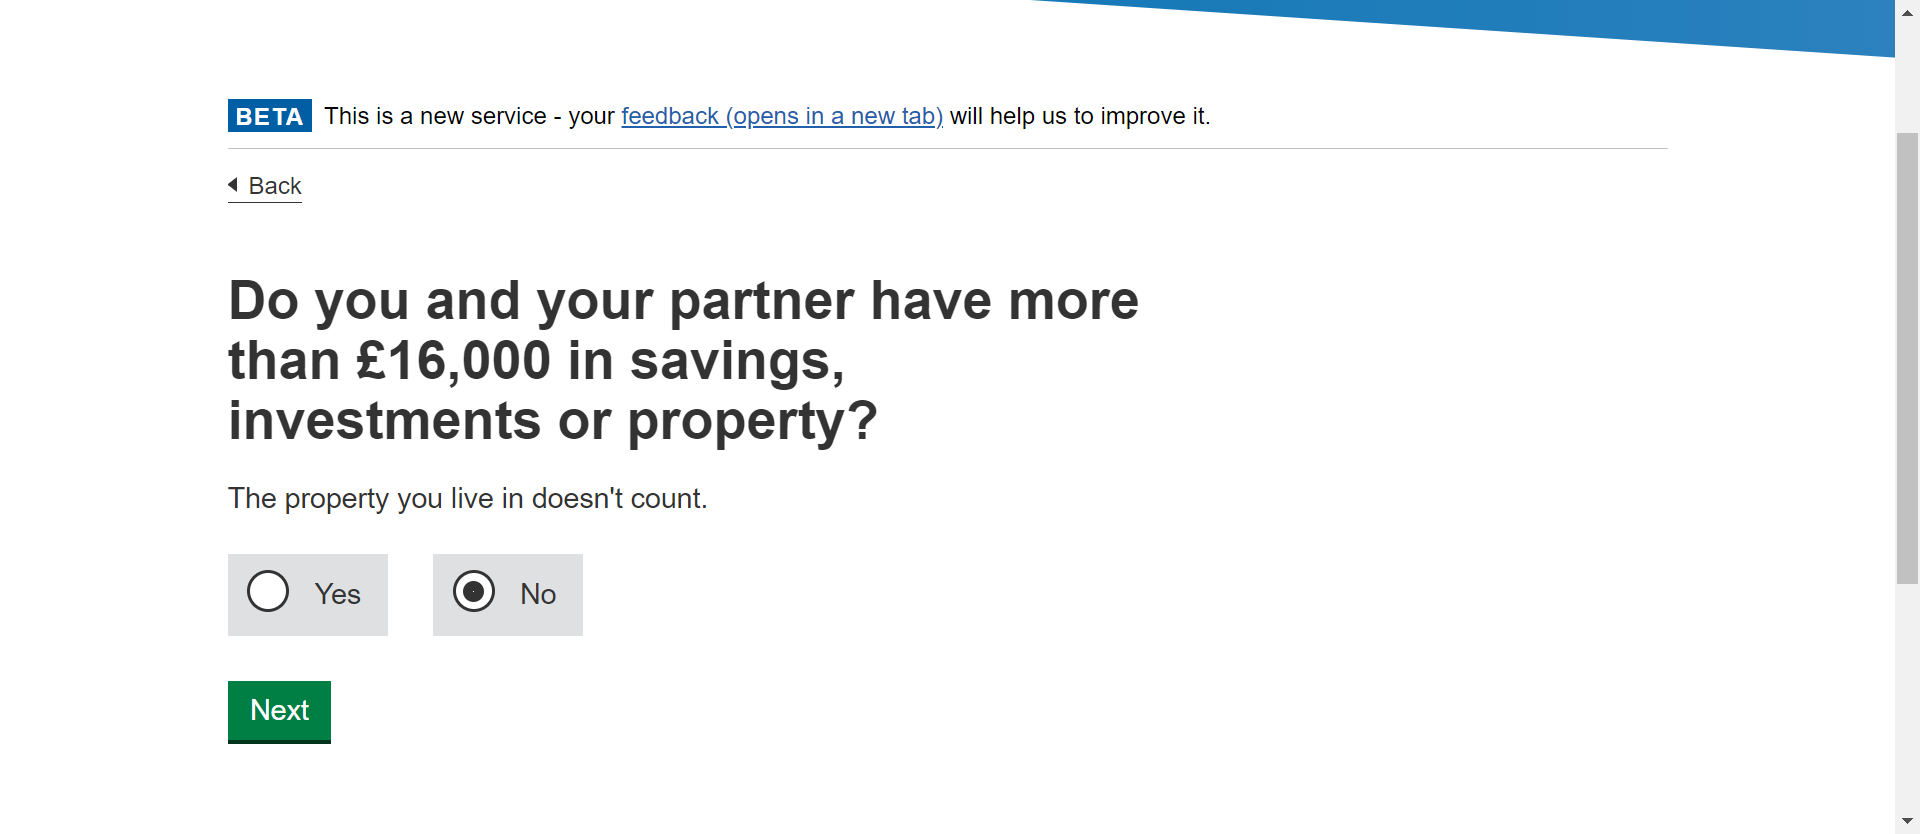 BETA This is a new service - your feedback (opens in a new tab) will help us to improve it.
Back
Do you and your partner have more
than £16,000 in savings,
investments or property?
The property you live in doesn't count.
Yes No
Next